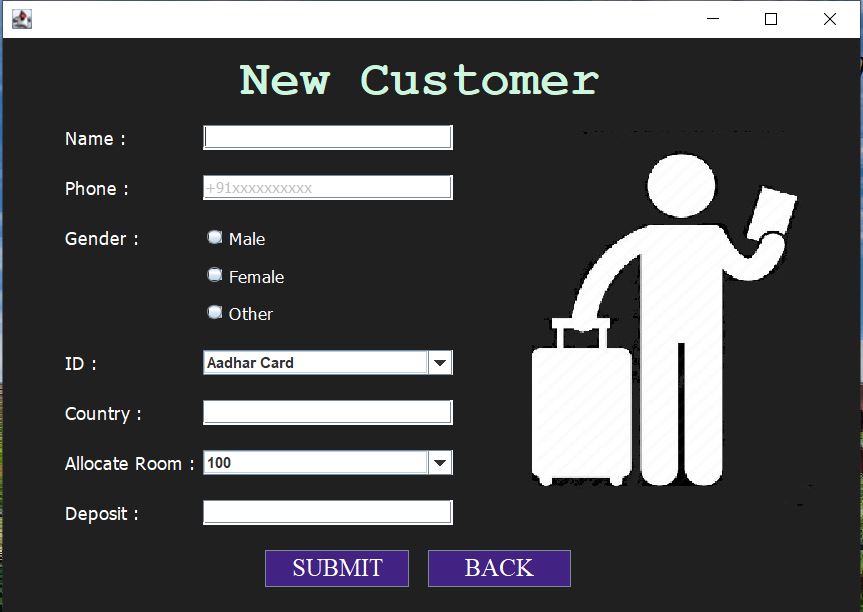 New Customer
Name :
Phone : +91xxxxxxxxxx
Gender : Male
Female
Other
ID : Aadhar Card
Country :
Allocate Room : 100
Deposit :
SUBMIT BACK